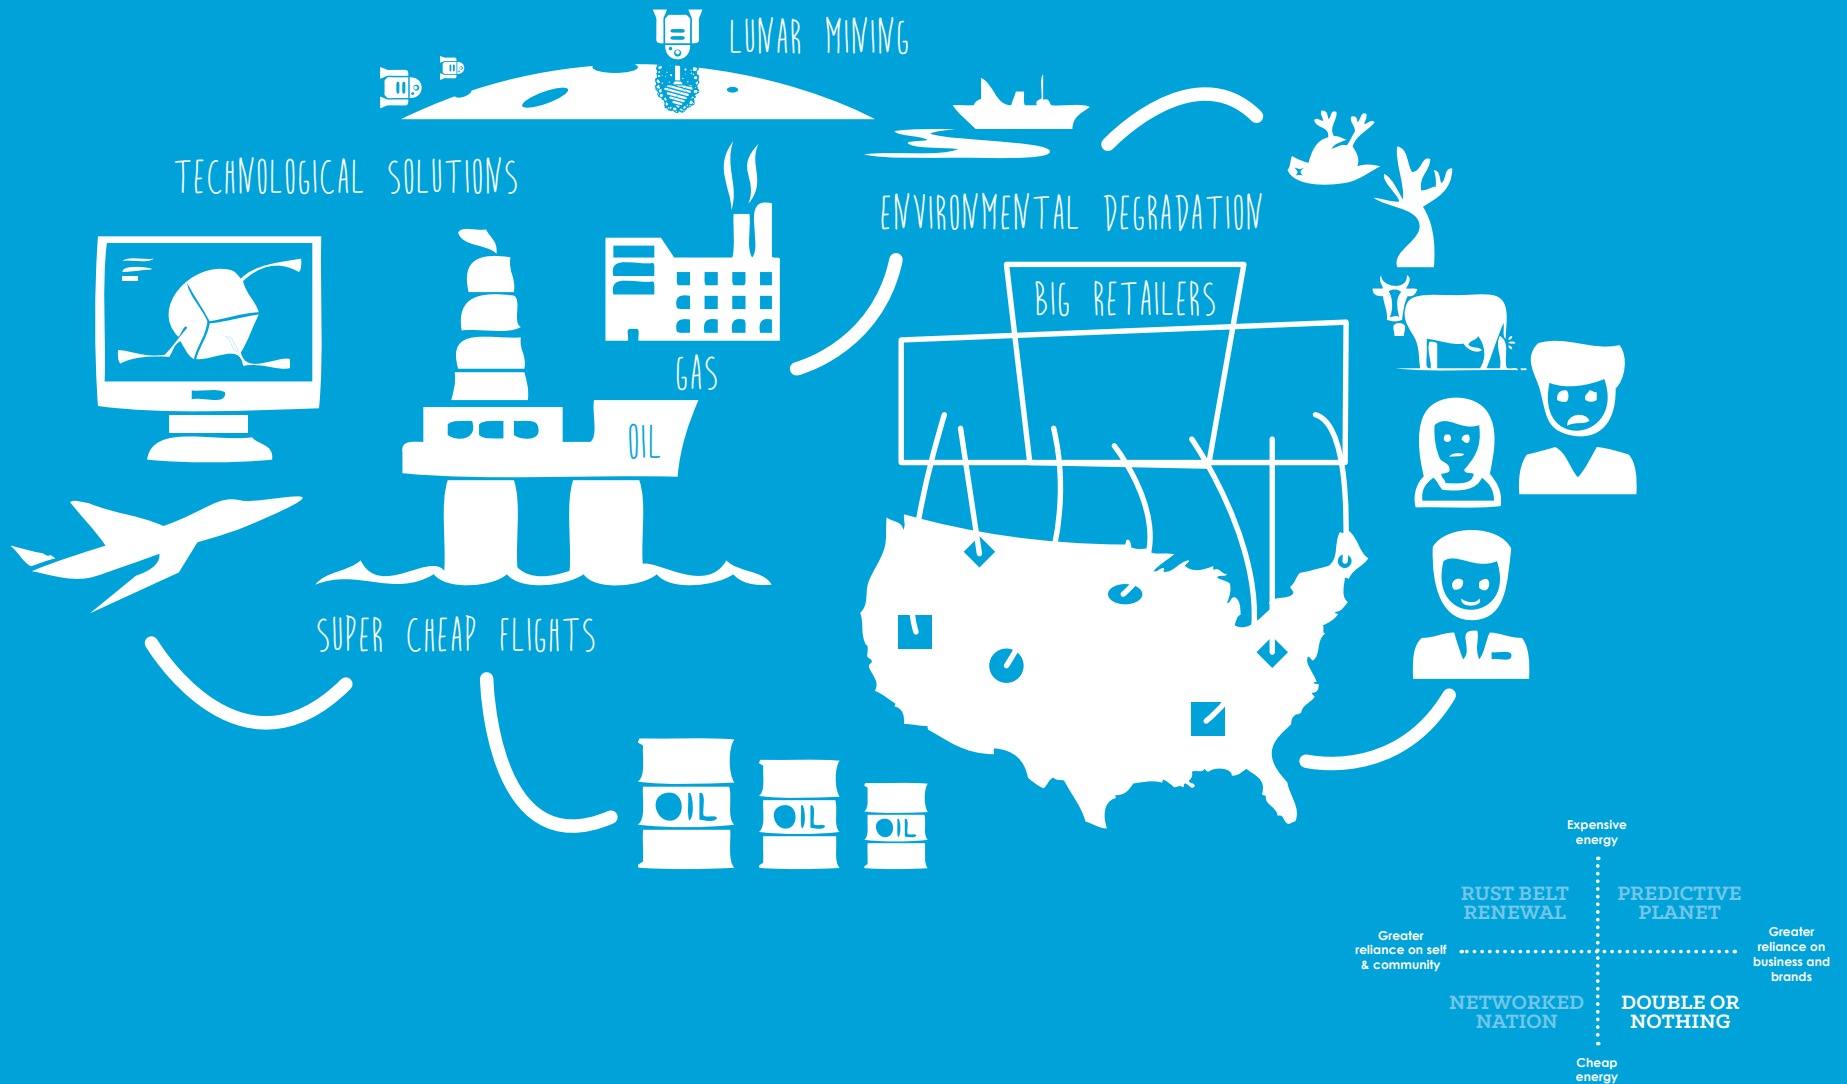 LUNAR MINING
TECHNOLOGICAL SOLUTIONS
ENVIRONMENTAL DEGRADATION
BIG RETAILERS
GAS
OIL
SUPER CHEAP FLIGHTS
OIL
OIL
OIL
Expensive
energy
RUST BELT
RENEWAL
PREDICTIVE
PLANET
Greater
reliance on self
& community
Greater
reliance on
business and
brands
NETWORKED
NATION
DOUBLE OR
NOTHING
Cheap
energy